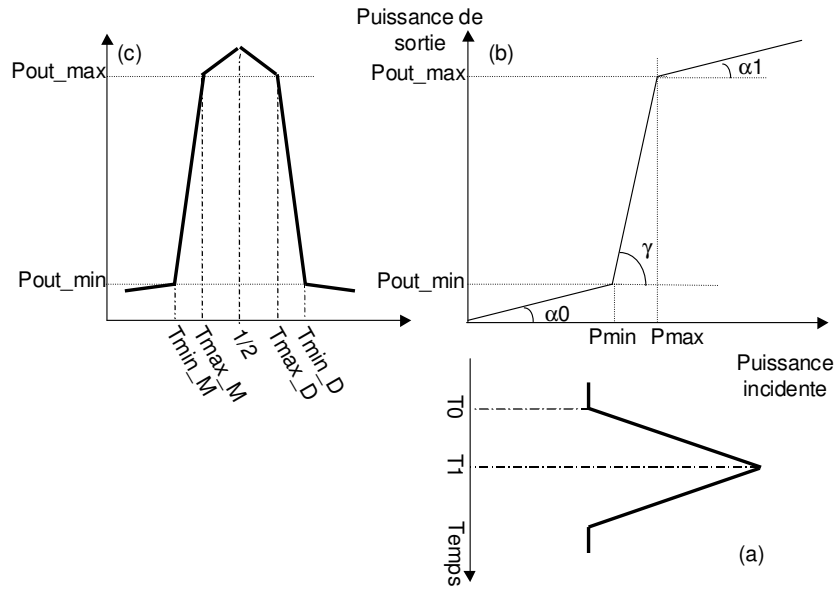 Puissance de
sortie
(c)
Pout_max
Pout_min
Tmin_M
Tmax_M
1/2
Tmax_D
Tmin_D
(b)
Pout_max
α1
γ
Pout_min
α0
Pmin
Pmax
Puissance
incidente
T0
T1
Temps
(a)